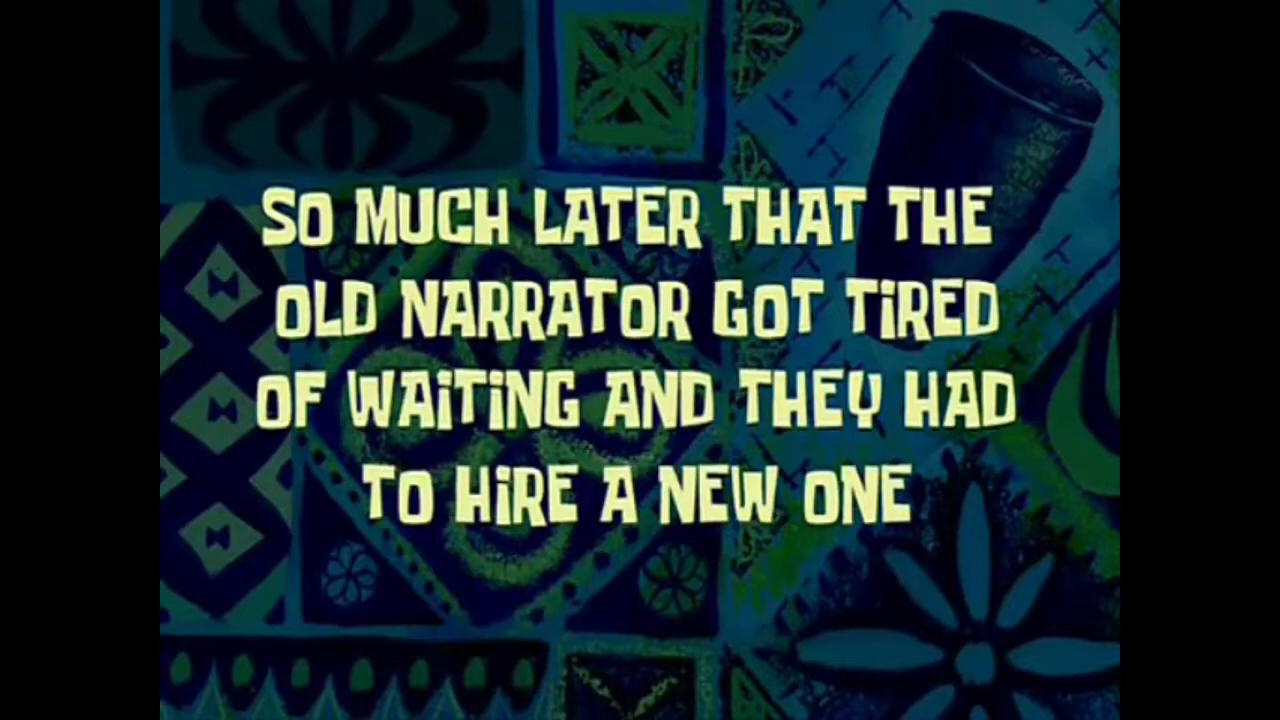 SO MUCH LATER THAT THE
OLD NARRATOR GOT TiRED
OF WAiTiNG AND THEY HAD
TO HiRE A NEW ONE